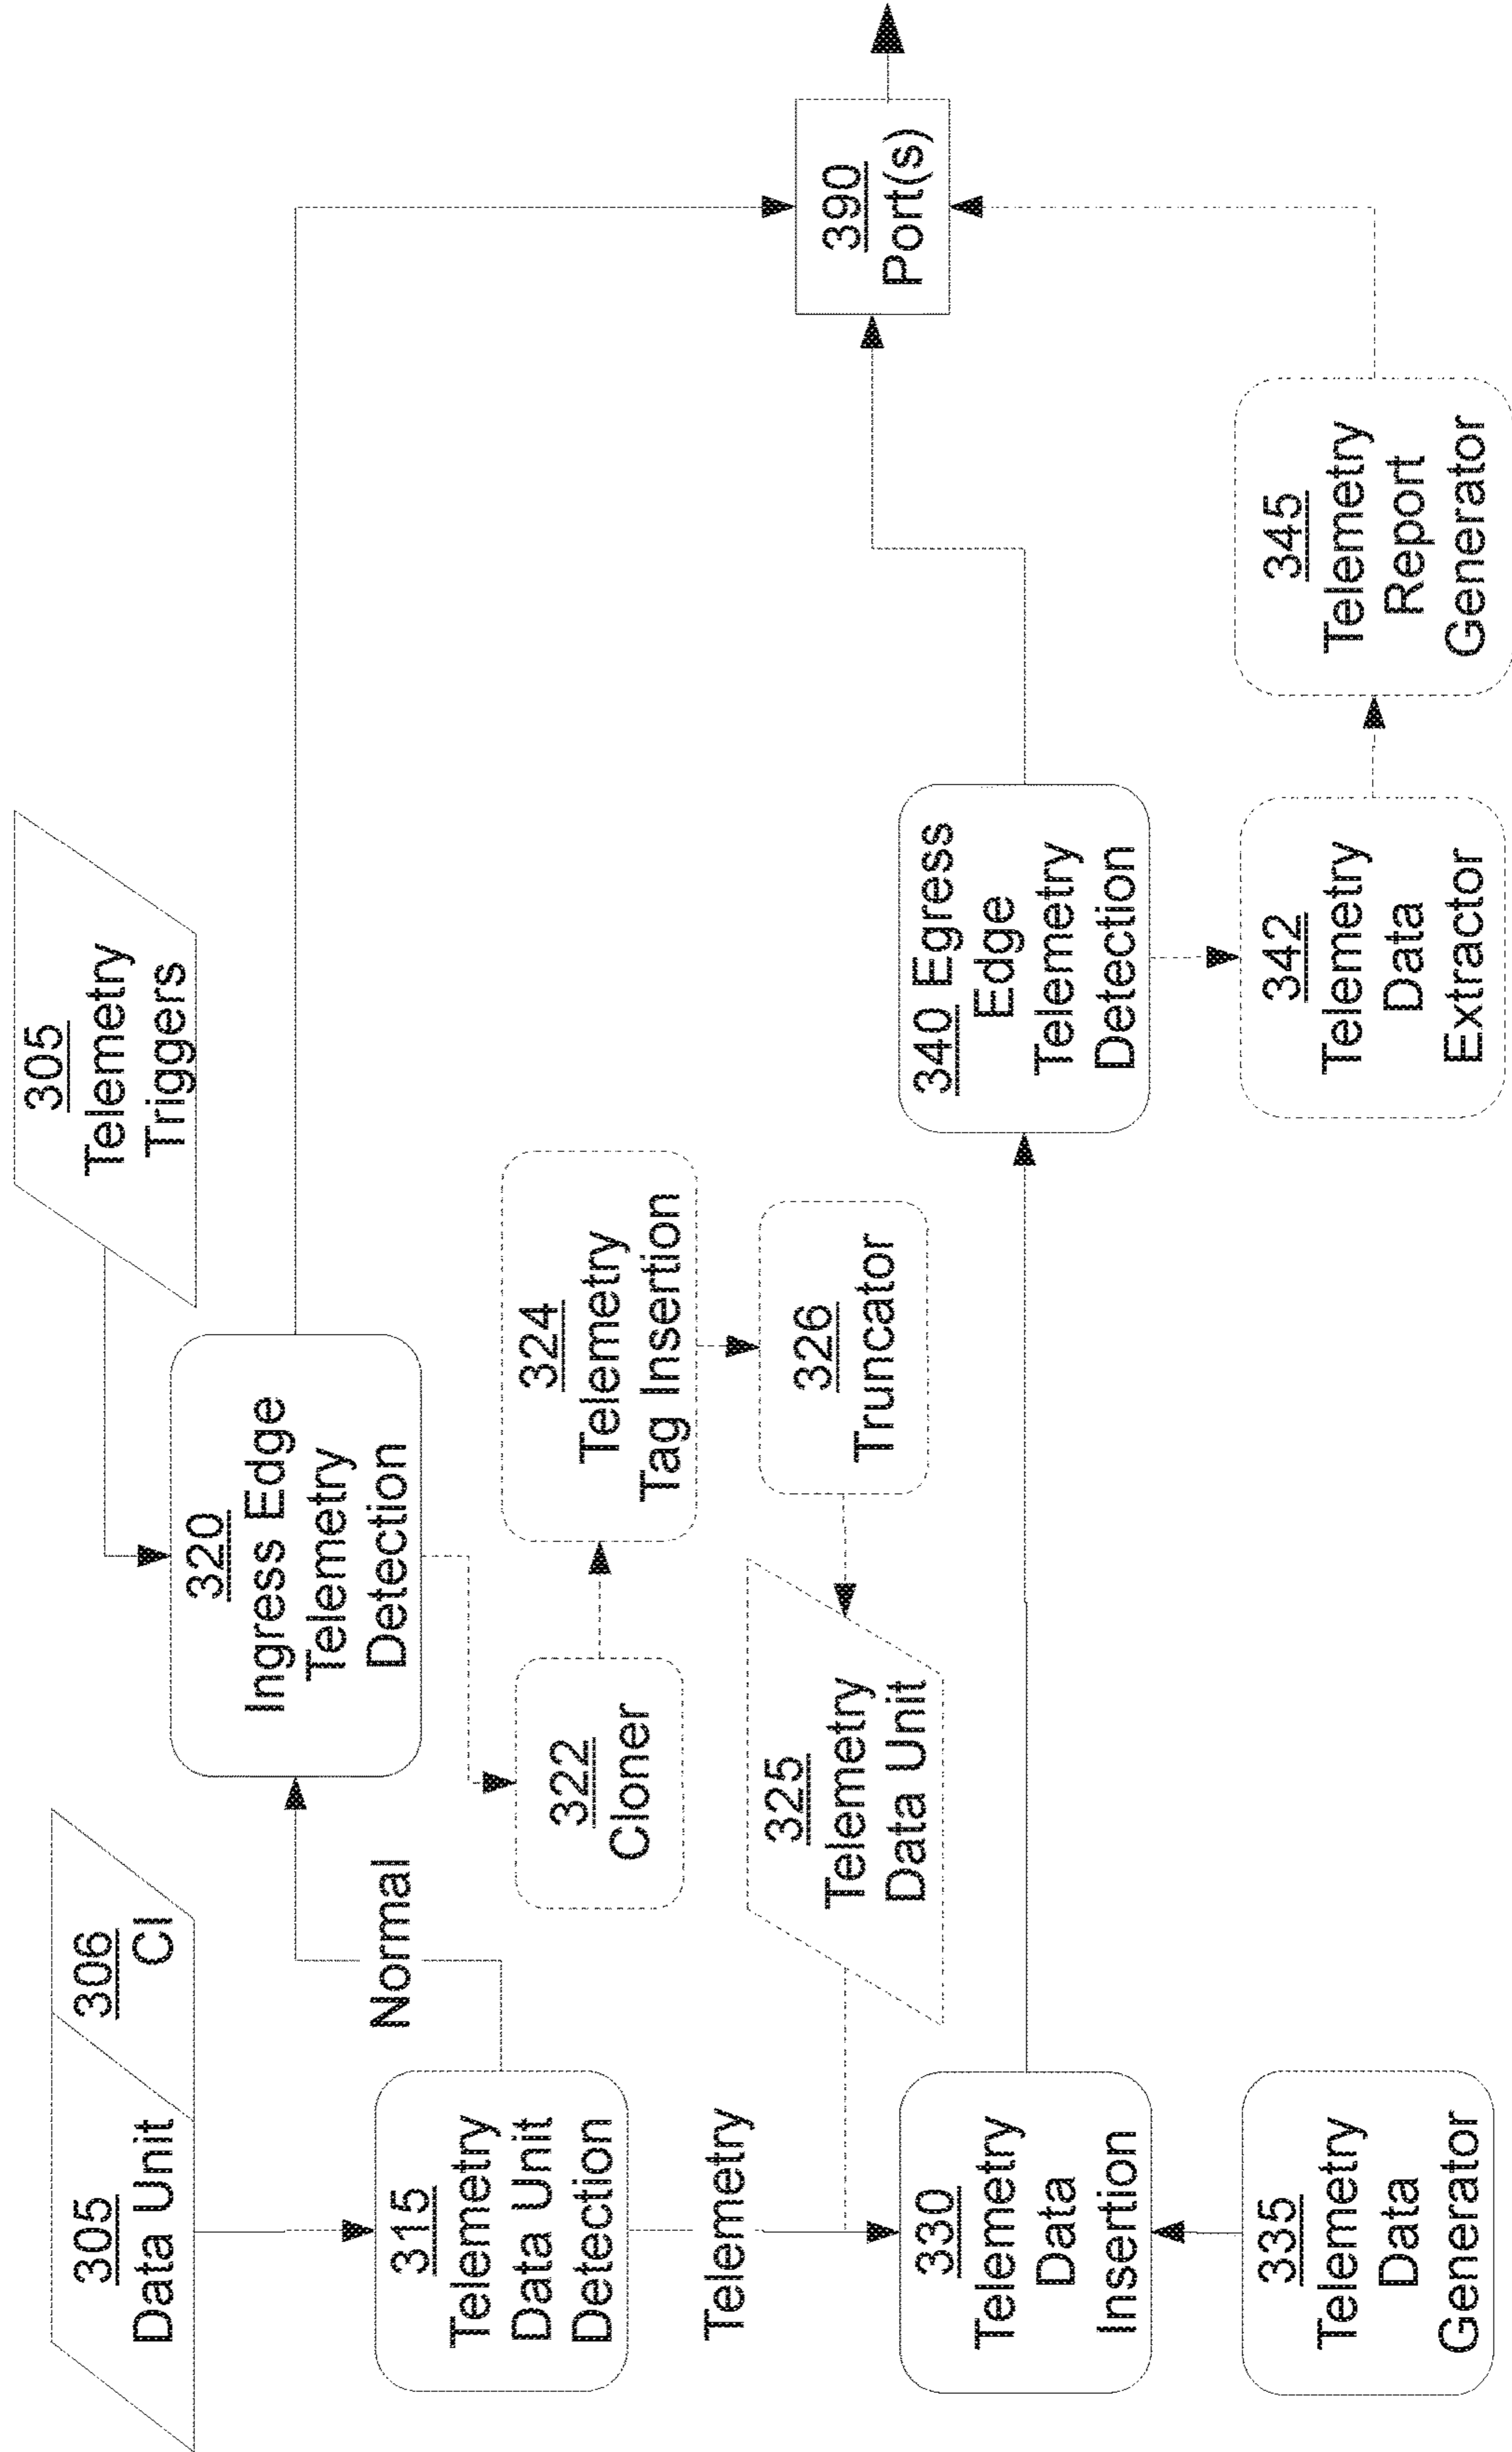 305
Data Unit
306 CI
305
Telemetry
Triggers
315
Telemetry
Data Unit
Detection
Normal
320
Ingress Edge
Telemetry
Detection
322
Cloner
324
Telemetry
Tag Insertion
326
Truncator
325
Telemetry
Data Unit
Telemetry
330
Telemetry
Data
Insertion
335
Telemetry
Data
Generator
340 Egress
Edge
Telemetry
Detection
342
Telemetry
Data
Extractor
345
Telemetry
Report
Generator
390
Port(s)